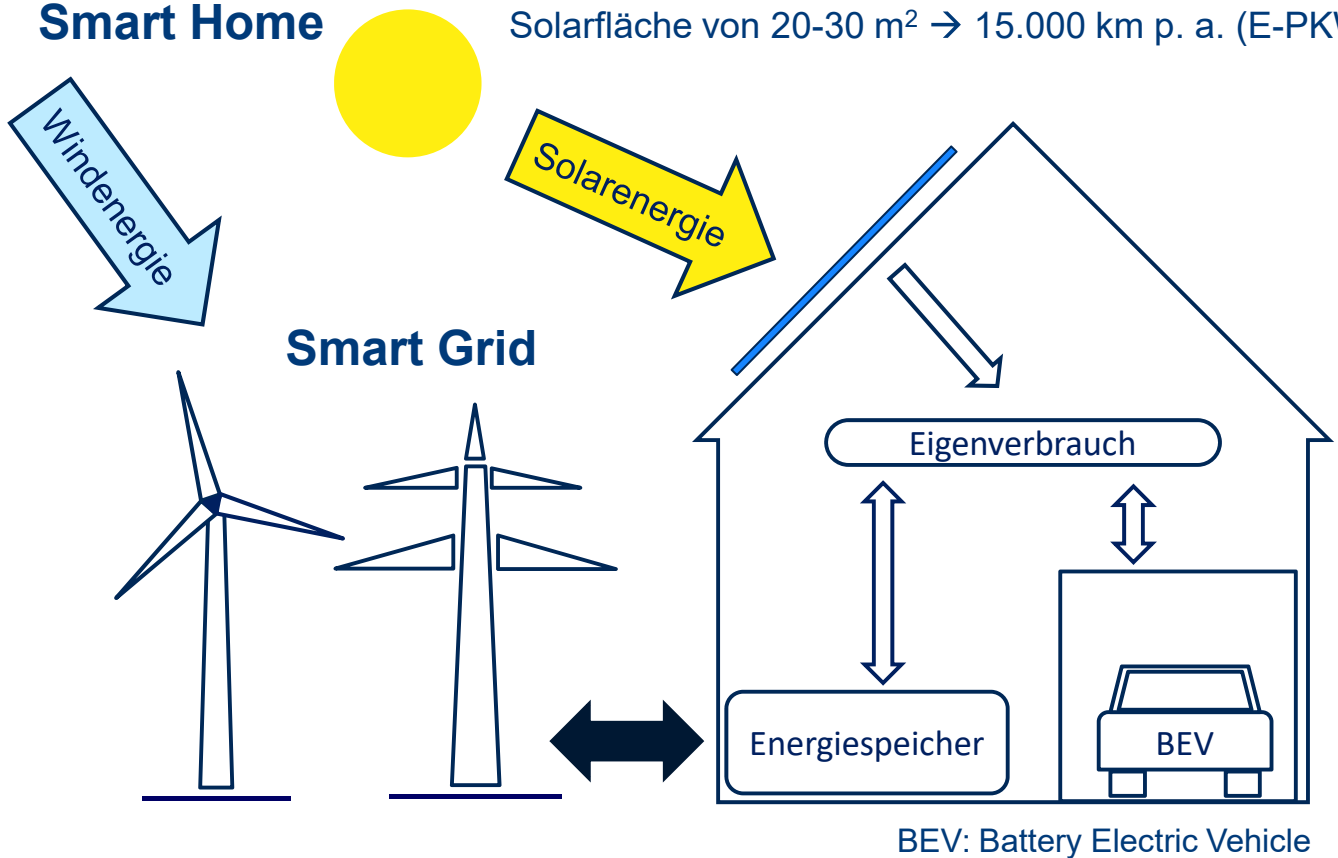 Smart Home
Solarfläche von 20-30 m² → 15.000 km p. a. (E-PKW
Windenergie
Solarenergie
Smart Grid
Eigenverbrauch
Energiespeicher
BEV
BEV: Battery Electric Vehicle